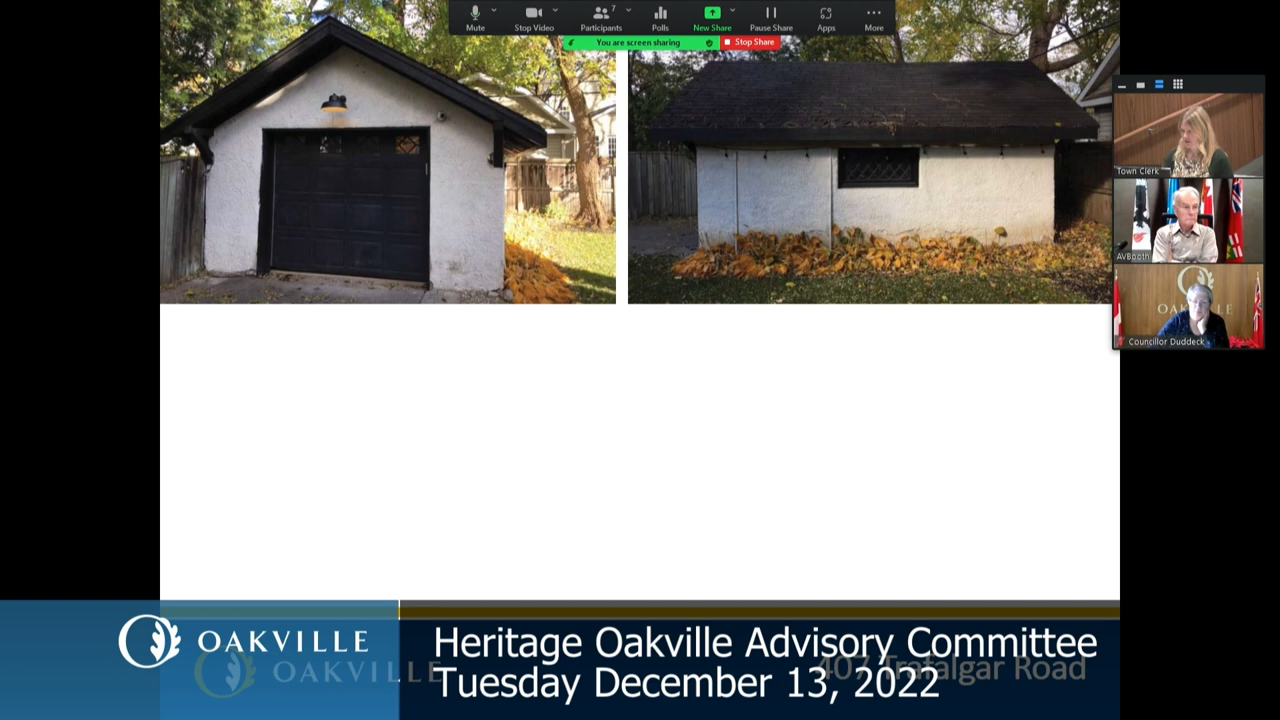 Mute
Stop Video
Participants
7
Polls
New Share
Pause Share
Apps
More
You are screen sharing
Stop Share
Town Clerk
AVBooth
OAKVILLE
Councillor Duddeck
OAKVILLE
OAKVILLE
Heritage Oakville Advisory Committee
407 Trafalgar Road
Tuesday December 13, 2022